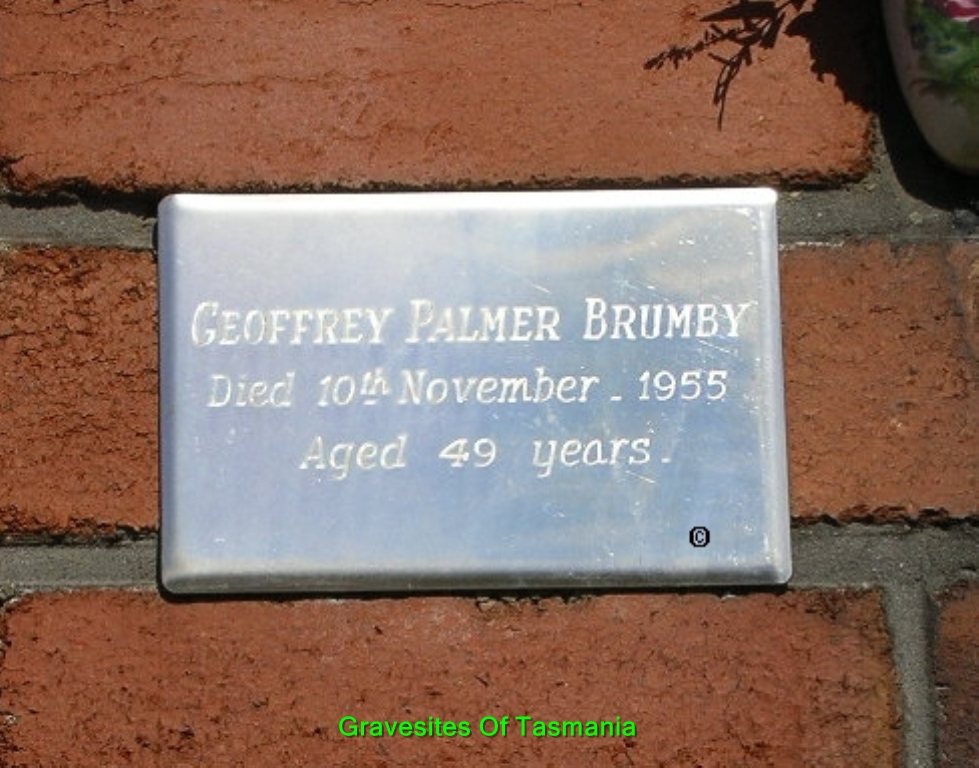 GEOFFREY PALMER BRUMBY
Died 10th November - 1955
Aged 49 years.
©
Gravesites Of Tasmania